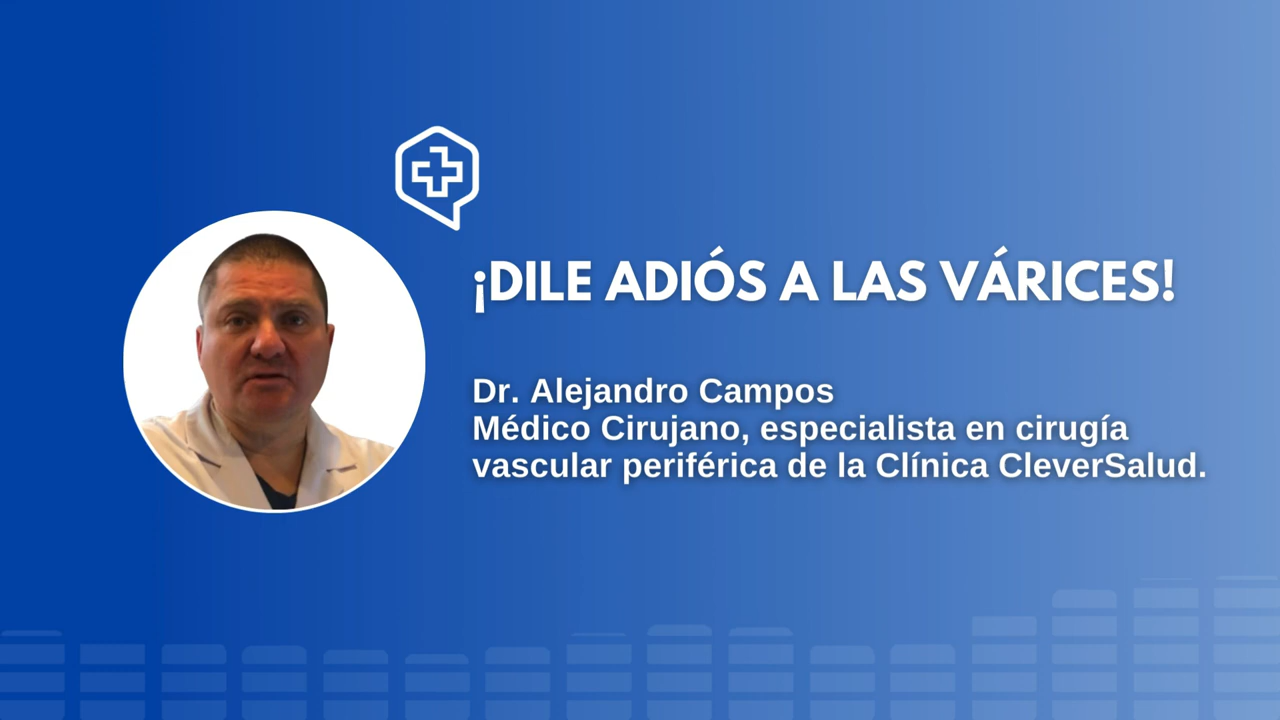 ¡DILE ADIÓS A LAS VÁRICES!
Dr. Alejandro Campos
Médico Cirujano, especialista en cirugía
vascular periférica de la Clínica CleverSalud.